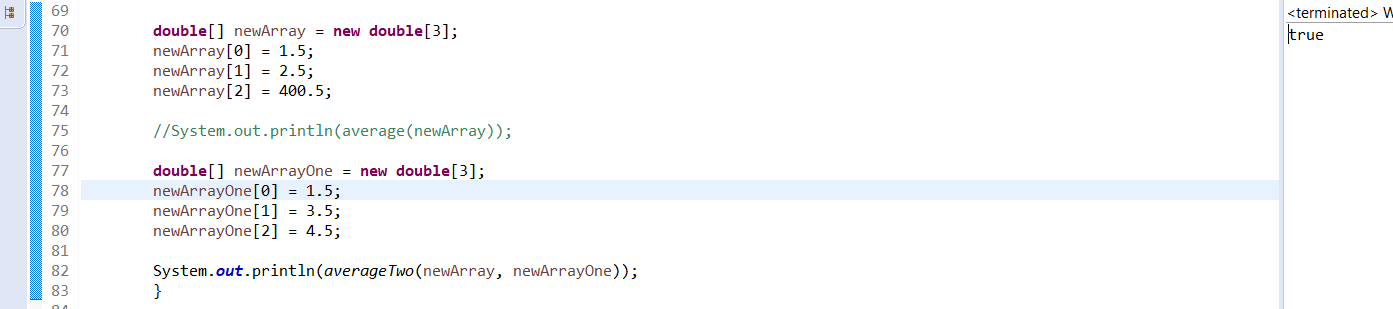 69
70 double[] newArray = new double[3];
71 newArray[0] = 1.5;
72 newArray[1] = 2.5;
73 newArray[2] = 400.5;
74
75 //System.out.println(average(newArray));
76
77 double[] newArrayOne = new double[3];
78 newArrayOne[0] = 1.5;
79 newArrayOne[1] = 3.5;
80 newArrayOne[2] = 4.5;
81
82 System.out.println(averageTwo(newArray, newArrayOne));
83 }
<terminated> W
true